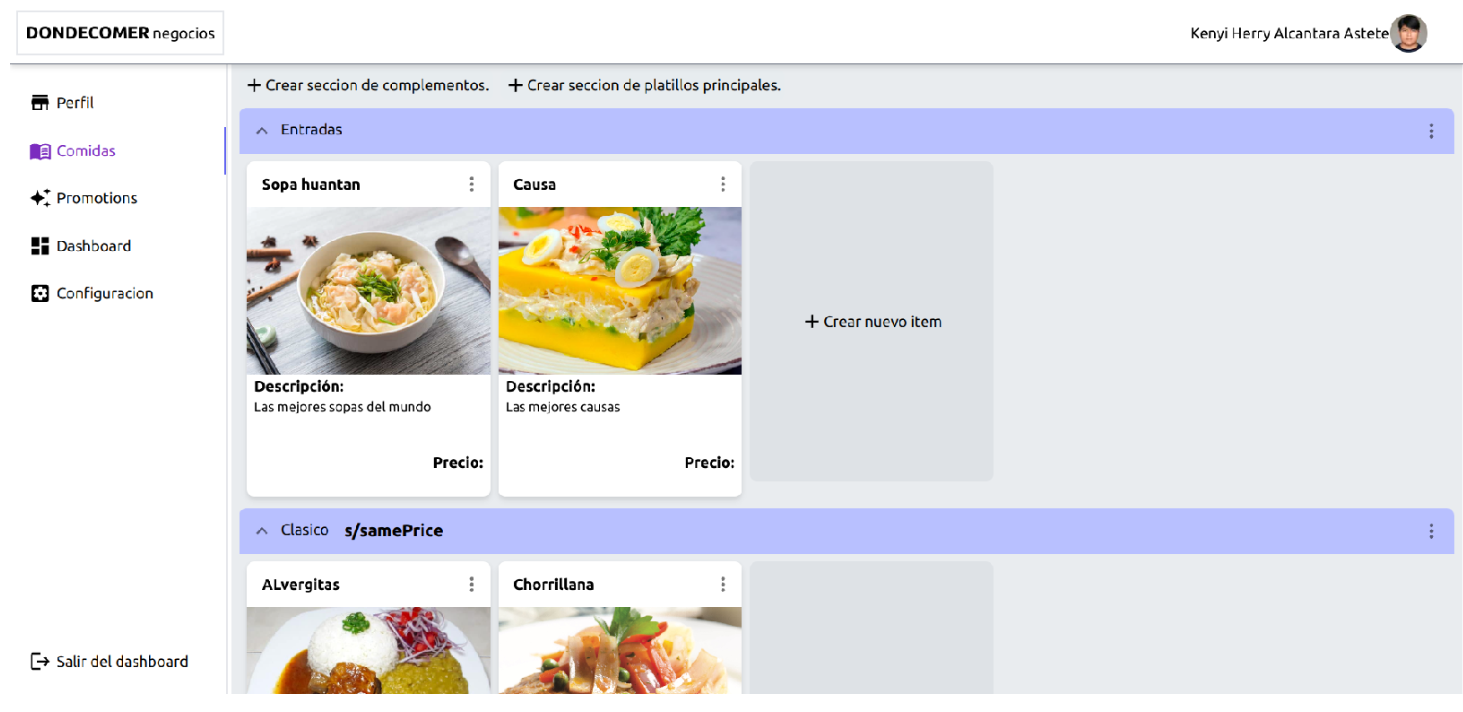 DONDECOMER negocios
Kenyi Herry Alcantara Astete
Perfil
Comidas
Promotions
Dashboard
Configuracion
Salir del dashboard
+ Crear seccion de complementos. + Crear seccion de platillos principales.
Entradas
Sopa huantan
Descripción:
Las mejores sopas del mundo
Precio:
Causa
Descripción:
Las mejores causas
Precio:
+ Crear nuevo item
Clasico s/samePrice
ALvergitas
Chorrillana